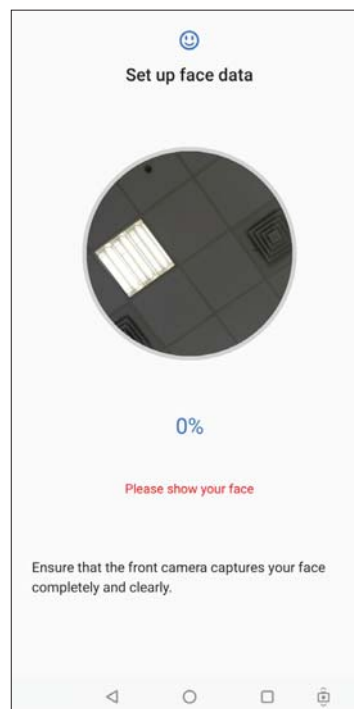 Set up face data
0%
Please show your face
Ensure that the front camera captures your face
completely and clearly.